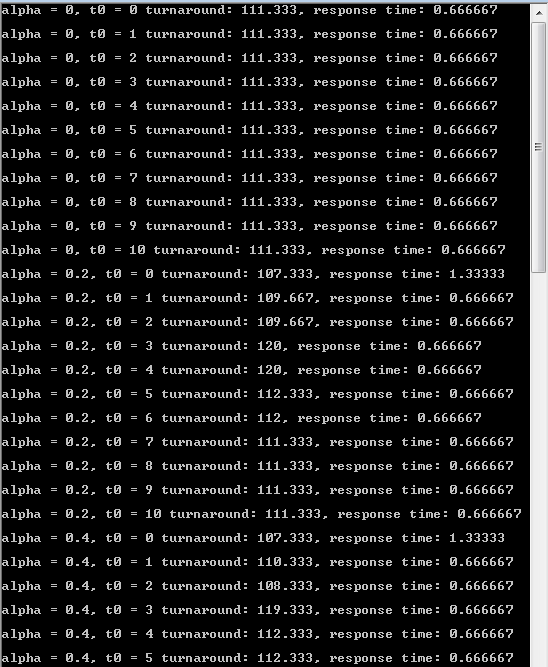 alpha = 0, t0 = 0 turnaround: 111.333, response time: 0.666667
alpha = 0, t0 = 1 turnaround: 111.333, response time: 0.666667
alpha = 0, t0 = 2 turnaround: 111.333, response time: 0.666667
alpha = 0, t0 = 3 turnaround: 111.333, response time: 0.666667
alpha = 0, t0 = 4 turnaround: 111.333, response time: 0.666667
alpha = 0, t0 = 5 turnaround: 111.333, response time: 0.666667
alpha = 0, t0 = 6 turnaround: 111.333, response time: 0.666667
alpha = 0, t0 = 7 turnaround: 111.333, response time: 0.666667
alpha = 0, t0 = 8 turnaround: 111.333, response time: 0.666667
alpha = 0, t0 = 9 turnaround: 111.333, response time: 0.666667
alpha = 0, t0 = 10 turnaround: 111.333, response time: 0.666667
alpha = 0.2, t0 = 0 turnaround: 107.333, response time: 1.33333
alpha = 0.2, t0 = 1 turnaround: 109.667, response time: 0.666667
alpha = 0.2, t0 = 2 turnaround: 109.667, response time: 0.666667
alpha = 0.2, t0 = 3 turnaround: 120, response time: 0.666667
alpha = 0.2, t0 = 4 turnaround: 120, response time: 0.666667
alpha = 0.2, t0 = 5 turnaround: 112.333, response time: 0.666667
alpha = 0.2, t0 = 6 turnaround: 112, response time: 0.666667
alpha = 0.2, t0 = 7 turnaround: 111.333, response time: 0.666667
alpha = 0.2, t0 = 8 turnaround: 111.333, response time: 0.666667
alpha = 0.2, t0 = 9 turnaround: 111.333, response time: 0.666667
alpha = 0.2, t0 = 10 turnaround: 111.333, response time: 0.666667
alpha = 0.4, t0 = 0 turnaround: 107.333, response time: 1.33333
alpha = 0.4, t0 = 1 turnaround: 110.333, response time: 0.666667
alpha = 0.4, t0 = 2 turnaround: 108.333, response time: 0.666667
alpha = 0.4, t0 = 3 turnaround: 119.333, response time: 0.666667
alpha = 0.4, t0 = 4 turnaround: 112.333, response time: 0.666667
alpha = 0.4, t0 = 5 turnaround: 112.333, response time: 0.666667